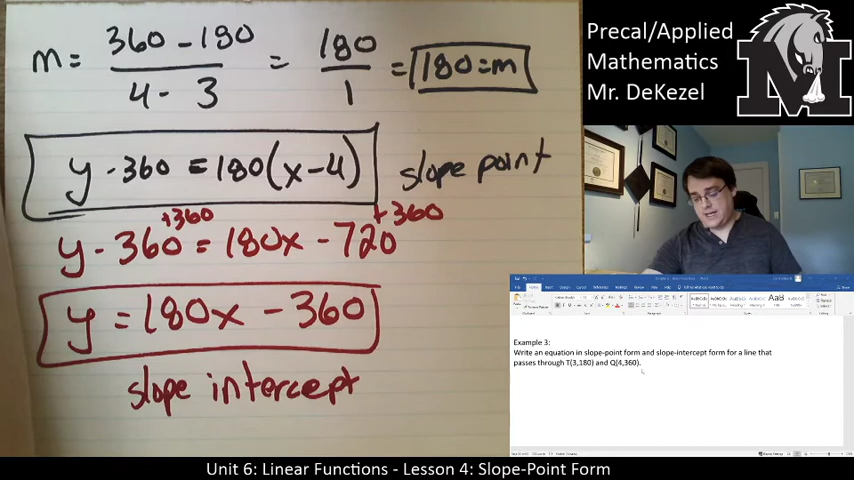 m = 360 - 180 / 4 - 3 = 180 / 1 = 180 = m
y - 360 = 180(x - 4) slope point
+360 +360
y - 360 = 180x - 720
y = 180x - 360
slope intercept
Precal/Applied
Mathematics
Mr. DeKezel
M
Example 3:
Write an equation in slope-point form and slope-intercept form for a line that
passes through T(3,180) and Q(4,360).
Unit 6: Linear Functions - Lesson 4: Slope-Point Form